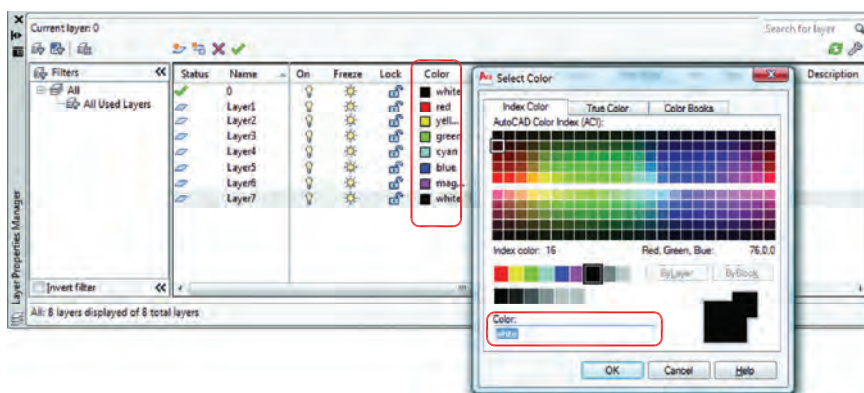 Current layer: 0
Search for layer
Filters
All
All Used Layers
Invert filter
Status Name On Freeze Lock Color Description
0 white
Layer1 red
Layer2 yell...
Layer3 green
Layer4 cyan
Layer5 blue
Layer6 mag...
Layer7 white
All: 8 layers displayed of 8 total layers
Layer Properties Manager
Select Color
Index Color True Color Color Books
AutoCAD Color Index (ACI):
Index color: 16 Red, Green, Blue: 76,0,0
ByLayer ByBlock
Color:
white
OK Cancel Help